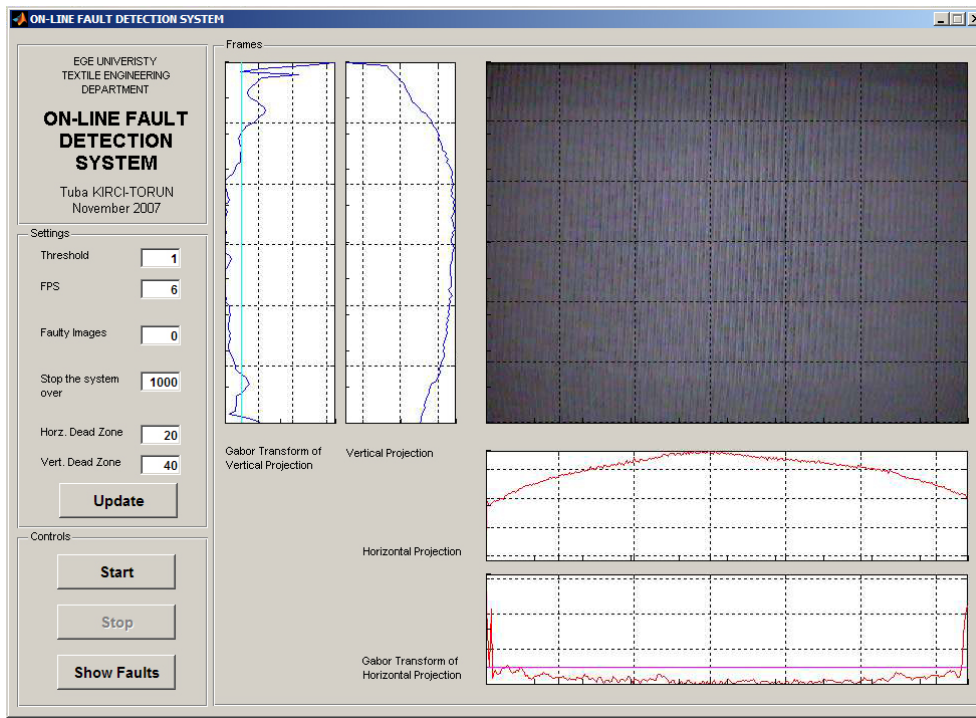 ON-LINE FAULT DETECTION SYSTEM
EGE UNIVERISTY
TEXTILE ENGINEERING
DEPARTMENT
ON-LINE FAULT
DETECTION
SYSTEM
Tuba KIRCI-TORUN
November 2007
Settings
Threshold 1
FPS 6
Faulty Images 0
Stop the system
over 1000
Horz. Dead Zone 20
Vert. Dead Zone 40
Update
Controls
Start
Stop
Show Faults
Frames
Gabor Transform of
Vertical Projection
Vertical Projection
Horizontal Projection
Gabor Transform of
Horizontal Projection